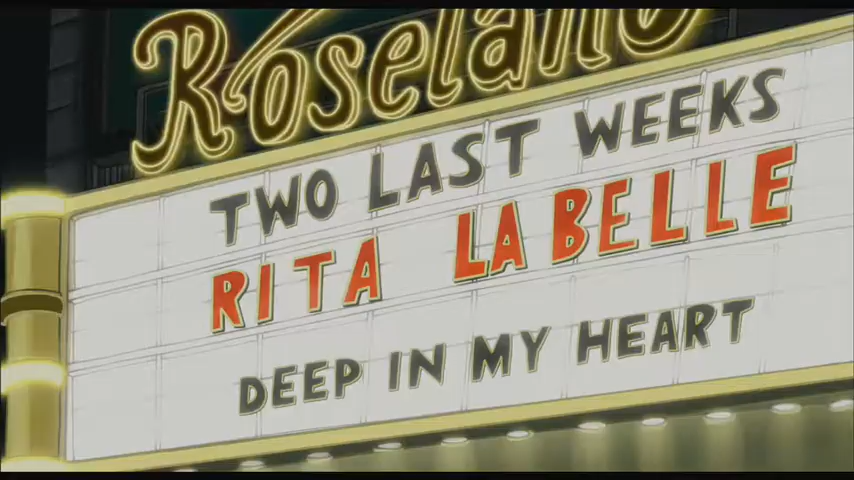 Roseland
TWO LAST WEEKS
RITA LABELLE
DEEP IN MY HEART